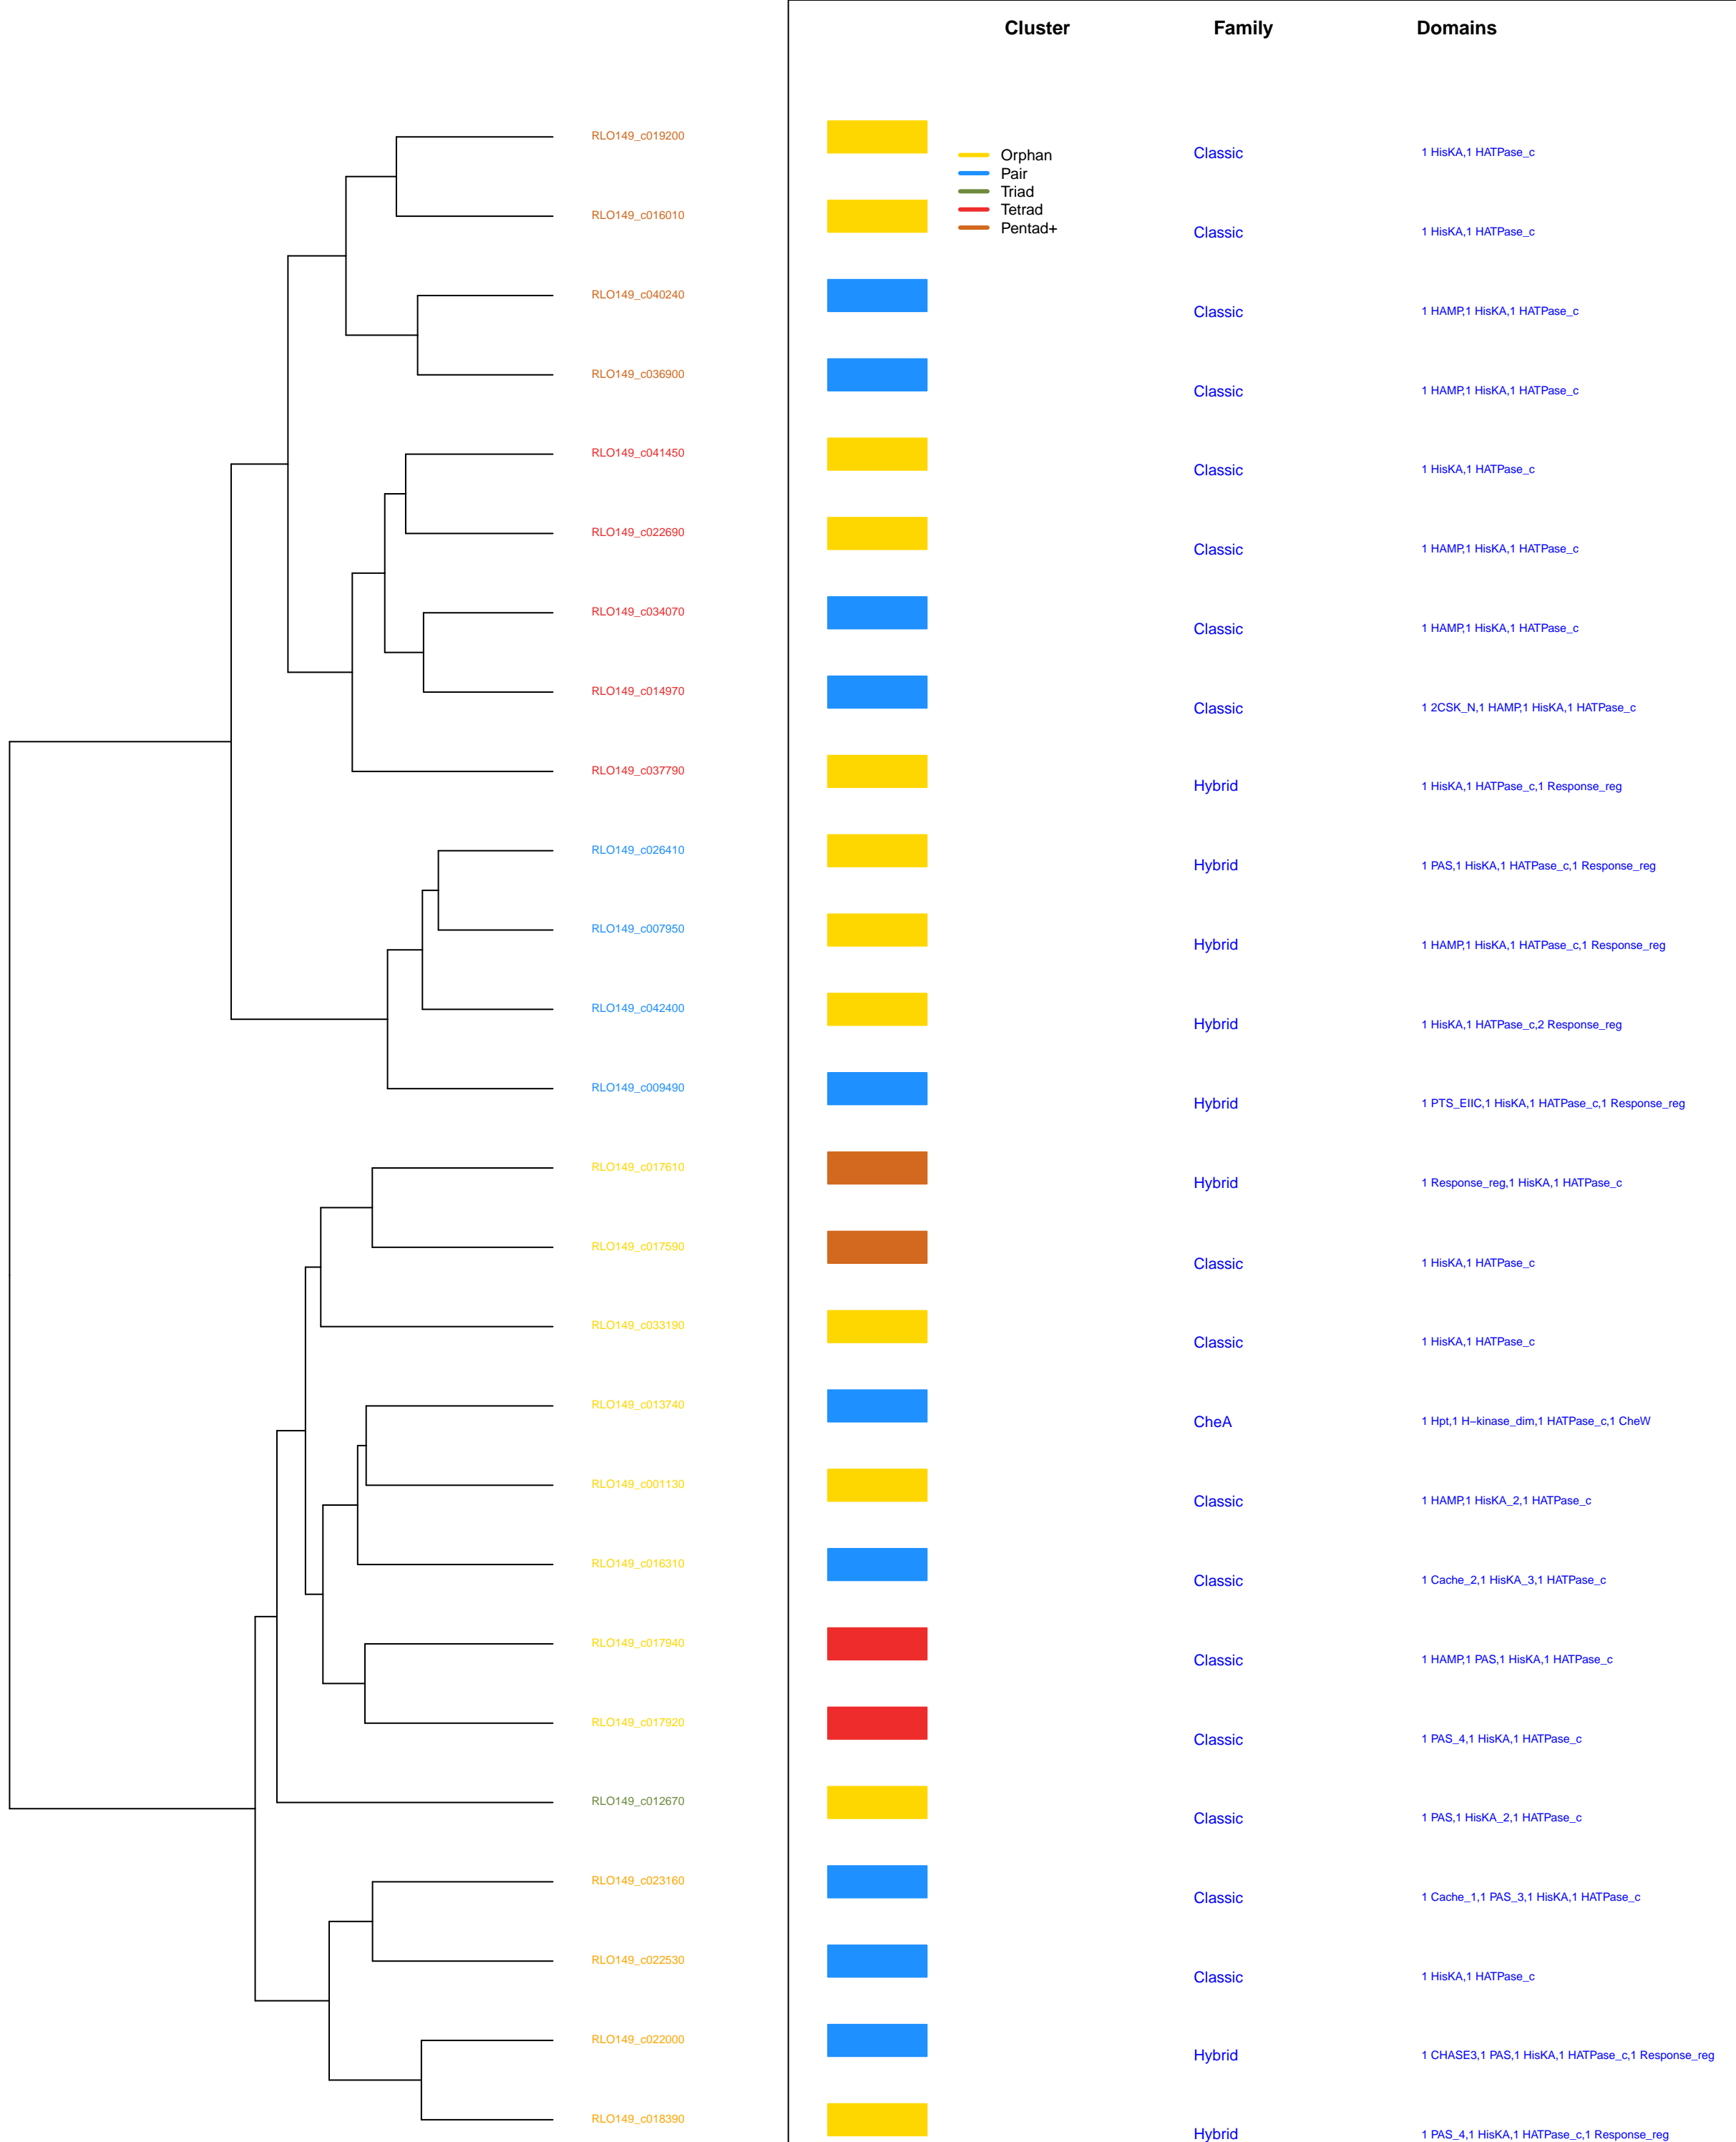 Cluster Family Domains
RLO149_c019200 Classic 1 HisKA,1 HATPase_c
Orphan
Pair
Triad
Tetrad
Pentad+
RLO149_c016010 Classic 1 HisKA,1 HATPase_c
RLO149_c040240 Classic 1 HAMP,1 HisKA,1 HATPase_c
RLO149_c036900 Classic 1 HAMP,1 HisKA,1 HATPase_c
RLO149_c041450 Classic 1 HisKA,1 HATPase_c
RLO149_c022690 Classic 1 HAMP,1 HisKA,1 HATPase_c
RLO149_c034070 Classic 1 HAMP,1 HisKA,1 HATPase_c
RLO149_c014970 Classic 1 2CSK_N,1 HAMP,1 HisKA,1 HATPase_c
RLO149_c037790 Hybrid 1 HisKA,1 HATPase_c,1 Response_reg
RLO149_c026410 Hybrid 1 PAS,1 HisKA,1 HATPase_c,1 Response_reg
RLO149_c007950 Hybrid 1 HAMP,1 HisKA,1 HATPase_c,1 Response_reg
RLO149_c042400 Hybrid 1 HisKA,1 HATPase_c,2 Response_reg
RLO149_c009490 Hybrid 1 PTS_EIIC,1 HisKA,1 HATPase_c,1 Response_reg
RLO149_c017610 Hybrid 1 Response_reg,1 HisKA,1 HATPase_c
RLO149_c017590 Classic 1 HisKA,1 HATPase_c
RLO149_c033190 Classic 1 HisKA,1 HATPase_c
RLO149_c013740 CheA 1 Hpt,1 H−kinase_dim,1 HATPase_c,1 CheW
RLO149_c001130 Classic 1 HAMP,1 HisKA_2,1 HATPase_c
RLO149_c016310 Classic 1 Cache_2,1 HisKA_3,1 HATPase_c
RLO149_c017940 Classic 1 HAMP,1 PAS,1 HisKA,1 HATPase_c
RLO149_c017920 Classic 1 PAS_4,1 HisKA,1 HATPase_c
RLO149_c012670 Classic 1 PAS,1 HisKA_2,1 HATPase_c
RLO149_c023160 Classic 1 Cache_1,1 PAS_3,1 HisKA,1 HATPase_c
RLO149_c022530 Classic 1 HisKA,1 HATPase_c
RLO149_c022000 Hybrid 1 CHASE3,1 PAS,1 HisKA,1 HATPase_c,1 Response_reg
RLO149_c018390 Hybrid 1 PAS_4,1 HisKA,1 HATPase_c,1 Response_reg